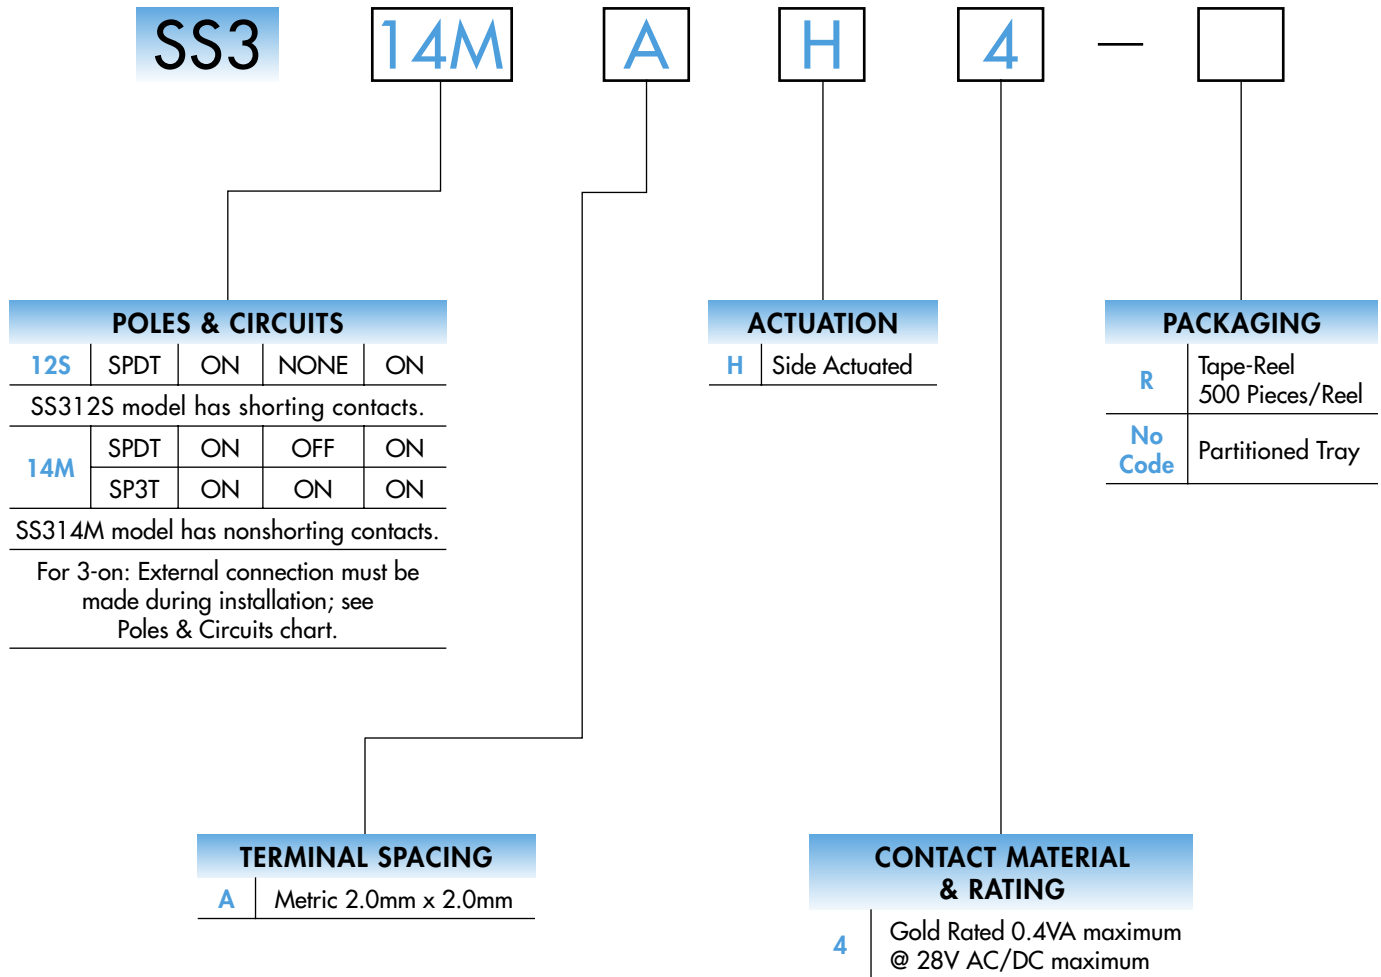 SS3 14M A H 4 —
POLES & CIRCUITS
12S SPDT ON NONE ON
SS312S model has shorting contacts.
14M SPDT ON OFF ON
SP3T ON ON ON
SS314M model has nonshorting contacts.
For 3-on: External connection must be
made during installation; see
Poles & Circuits chart.
ACTUATION
H Side Actuated
PACKAGING
R Tape-Reel
500 Pieces/Reel
No
Code Partitioned Tray
TERMINAL SPACING
A Metric 2.0mm x 2.0mm
CONTACT MATERIAL
& RATING
4 Gold Rated 0.4VA maximum
@ 28V AC/DC maximum